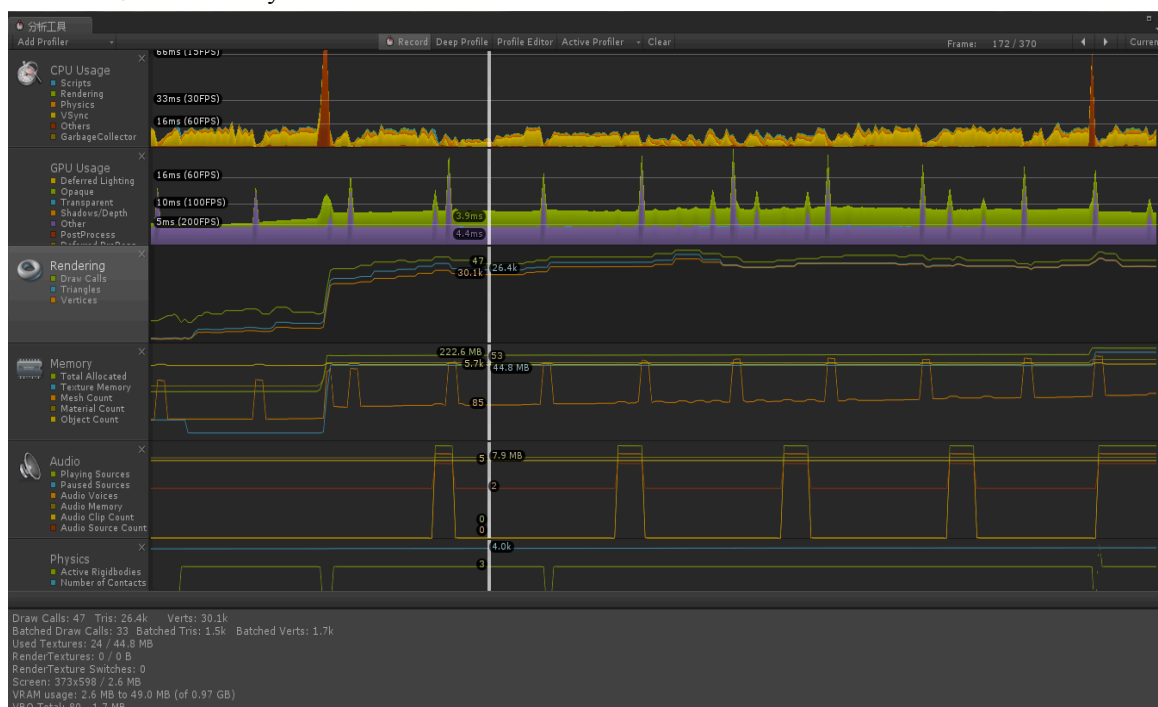 分析工具
Add Profiler
Record Deep Profile Profile Editor Active Profiler Clear
Frame: 172 / 370
Curren
CPU Usage
Scripts
Rendering
Physics
VSync
Others
GarbageCollector
66ms (15FPS)
33ms (30FPS)
16ms (60FPS)
GPU Usage
Deferred Lighting
Opaque
Transparent
Shadows/Depth
Other
PostProcess
16ms (60FPS)
10ms (100FPS)
5ms (200FPS)
3.9ms
4.4ms
Rendering
Draw Calls
Triangles
Vertices
47
30.1k
26.4k
Memory
Total Allocated
Texture Memory
Mesh Count
Material Count
Object Count
222.6 MB
53
5.7k
44.8 MB
85
Audio
Playing Sources
Paused Sources
Audio Voices
Audio Memory
Audio Clip Count
Audio Source Count
5
7.9 MB
2
0
0
Physics
Active Rigidbodies
Number of Contacts
4.0k
3
Draw Calls: 47 Tris: 26.4k Verts: 30.1k
Batched Draw Calls: 33 Batched Tris: 1.5k Batched Verts: 1.7k
Used Textures: 24 / 44.8 MB
RenderTextures: 0 / 0 B
RenderTexture Switches: 0
Screen: 373x598 / 2.6 MB
VRAM usage: 2.6 MB to 49.0 MB (of 0.97 GB)
VBO Total: 80 - 1.7 MB